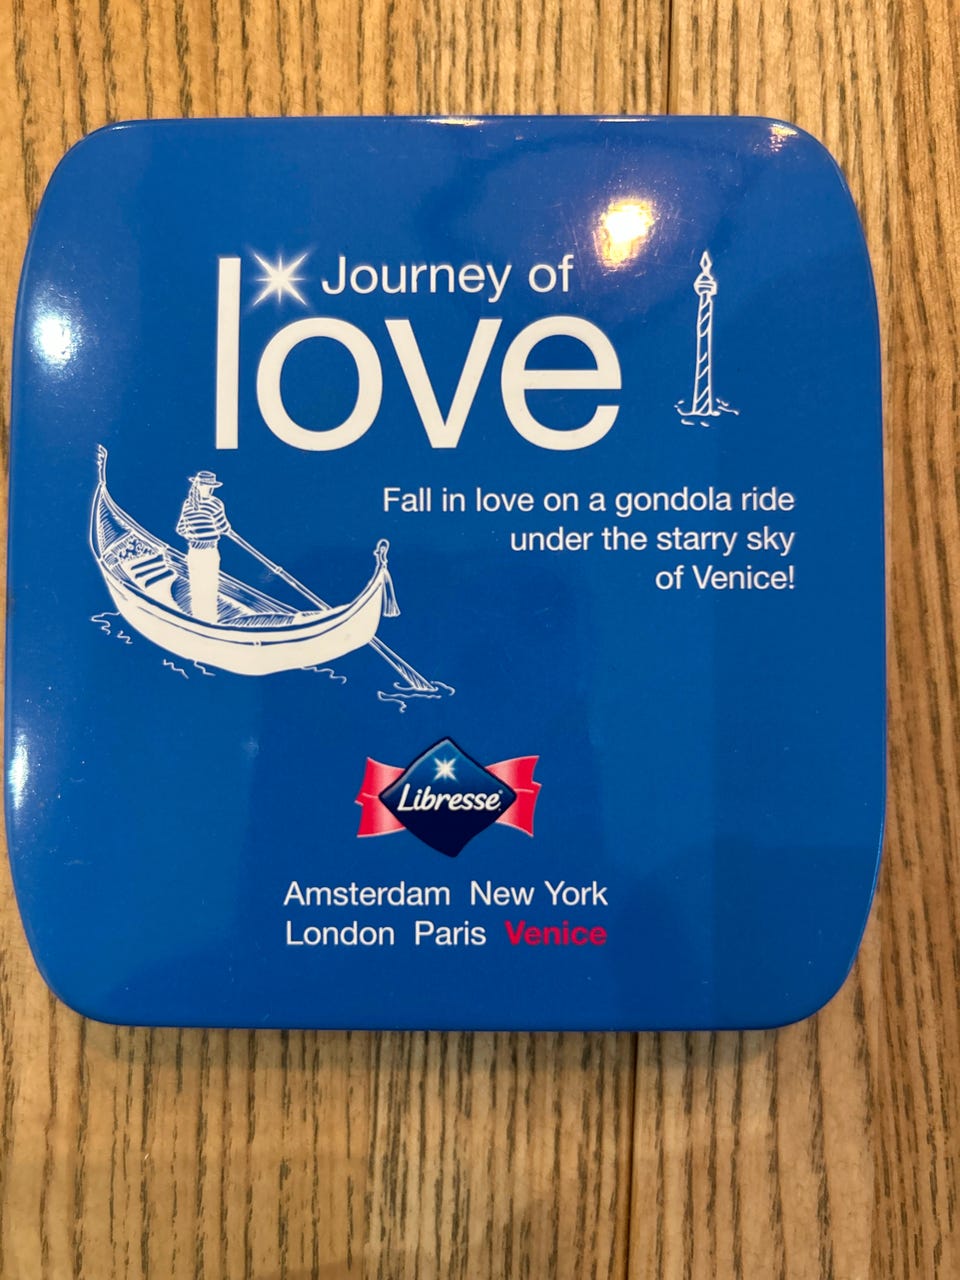 Journey of
love
Fall in love on a gondola ride
under the starry sky
of Venice!
Libresse
Amsterdam New York
London Paris Venice